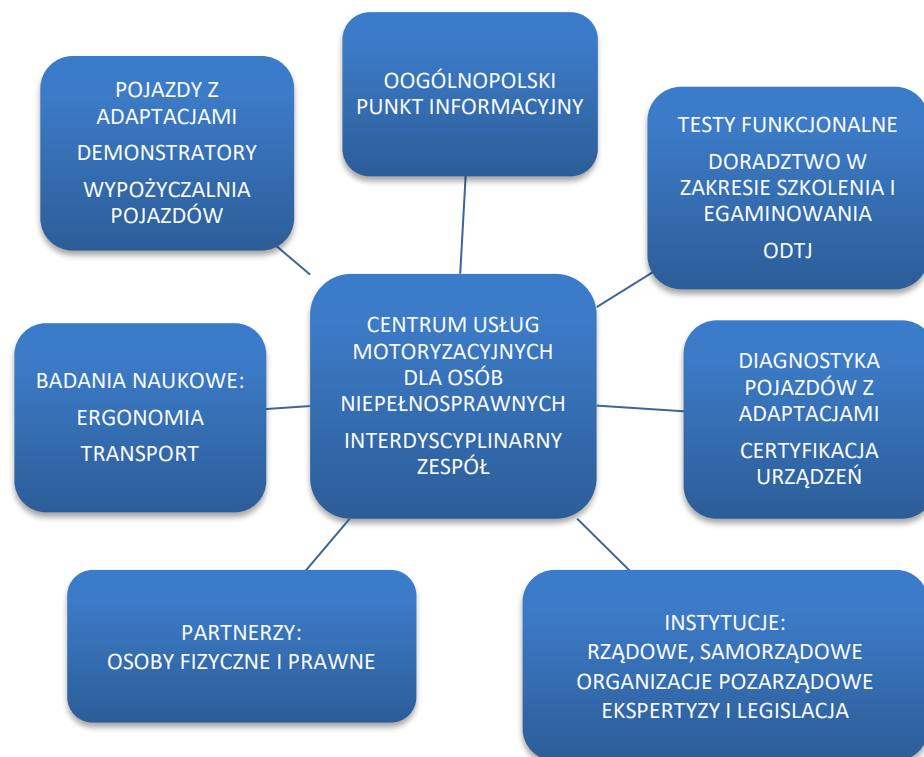 OOGÓLNOPOLSKI
PUNKT INFORMACYJNY
POJAZDY Z
ADAPTACJAMI
DEMONSTRATORY
WYPOŻYCZALNIA
POJAZDÓW
TESTY FUNKCJONALNE
DORADZTWO W
ZAKRESIE SZKOLENIA I
EGAMINOWANIA
ODTJ
CENTRUM USŁUG
MOTORYZACYJNYCH
DLA OSÓB
NIEPEŁNOSPRAWNYCH
INTERDYSCYPLINARNY
ZESPÓŁ
BADANIA NAUKOWE:
ERGONOMIA
TRANSPORT
DIAGNOSTYKA
POJAZDÓW Z
ADAPTACJAMI
CERTYFIKACJA
URZĄDZEŃ
PARTNERZY:
OSOBY FIZYCZNE I PRAWNE
INSTYTUCJE:
RZĄDOWE, SAMORZĄDOWE
ORGANIZACJE POZARZĄDOWE
EKSPERTYZY I LEGISLACJA